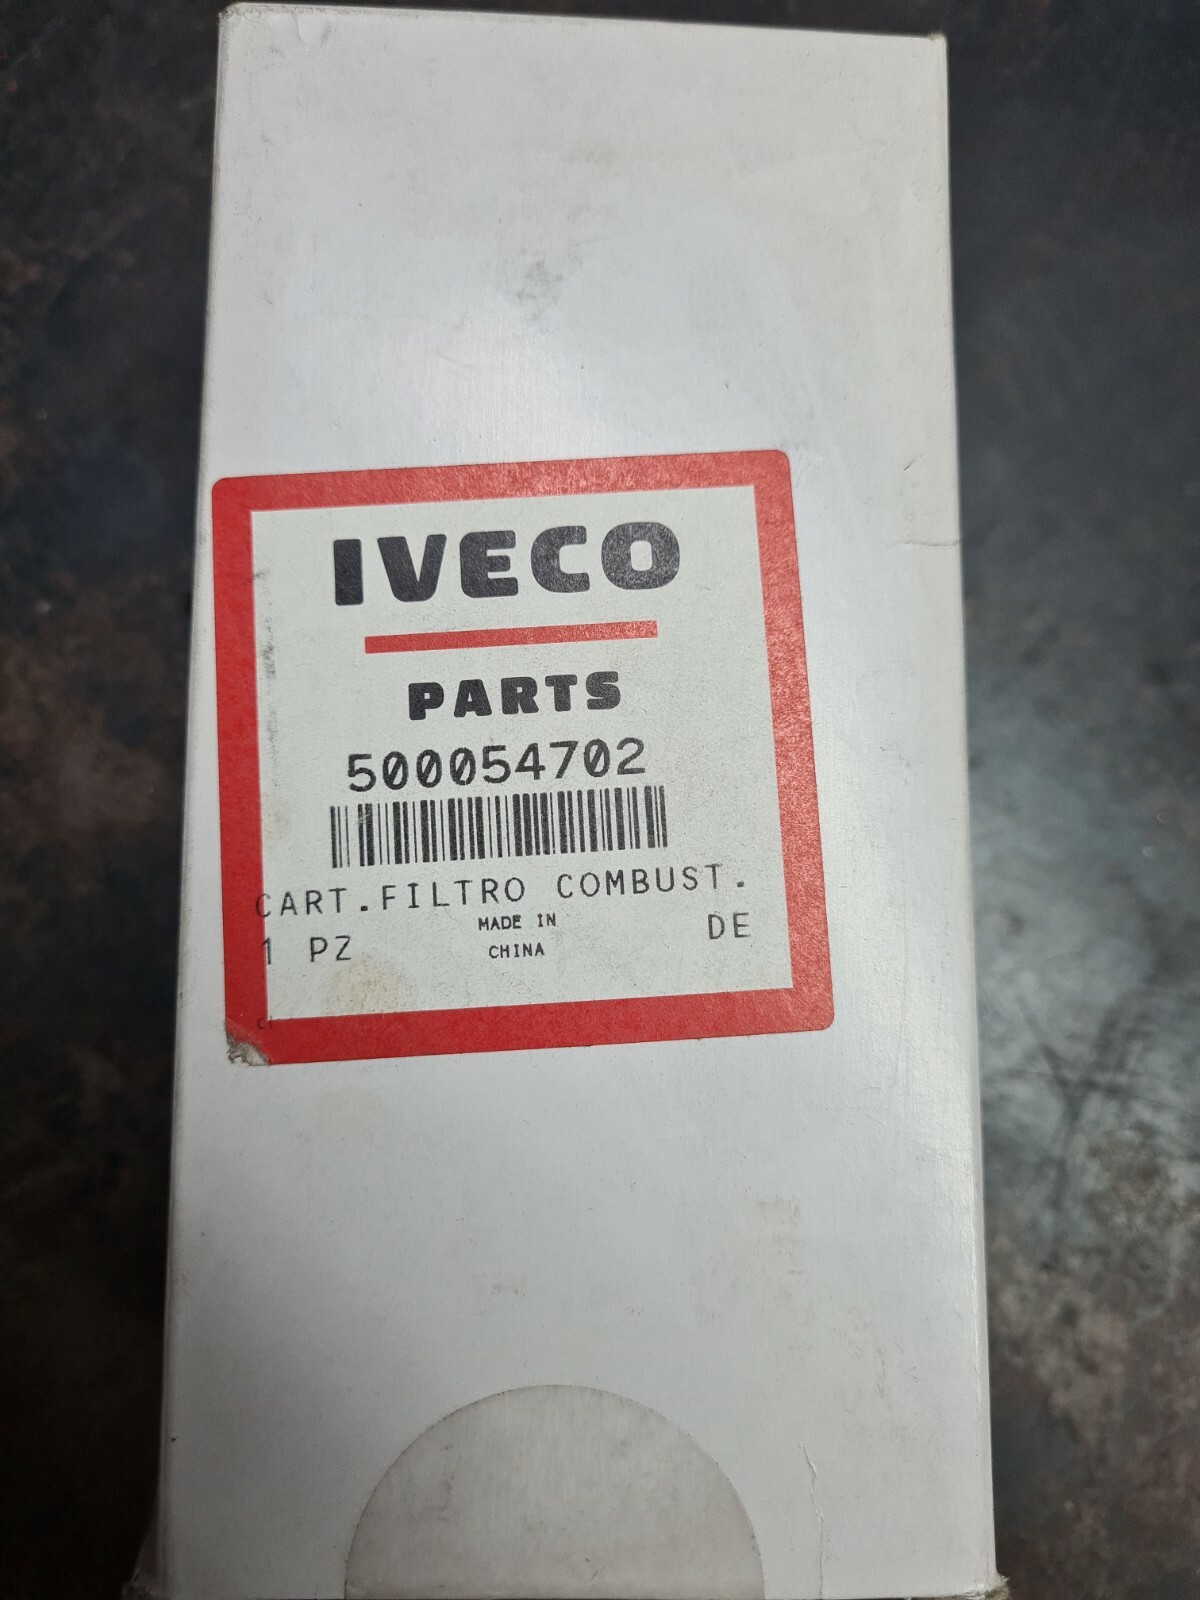 IVECO
PARTS
500054702
CART.FILTRO COMBUST.
1 PZ
MADE IN
CHINA
DE